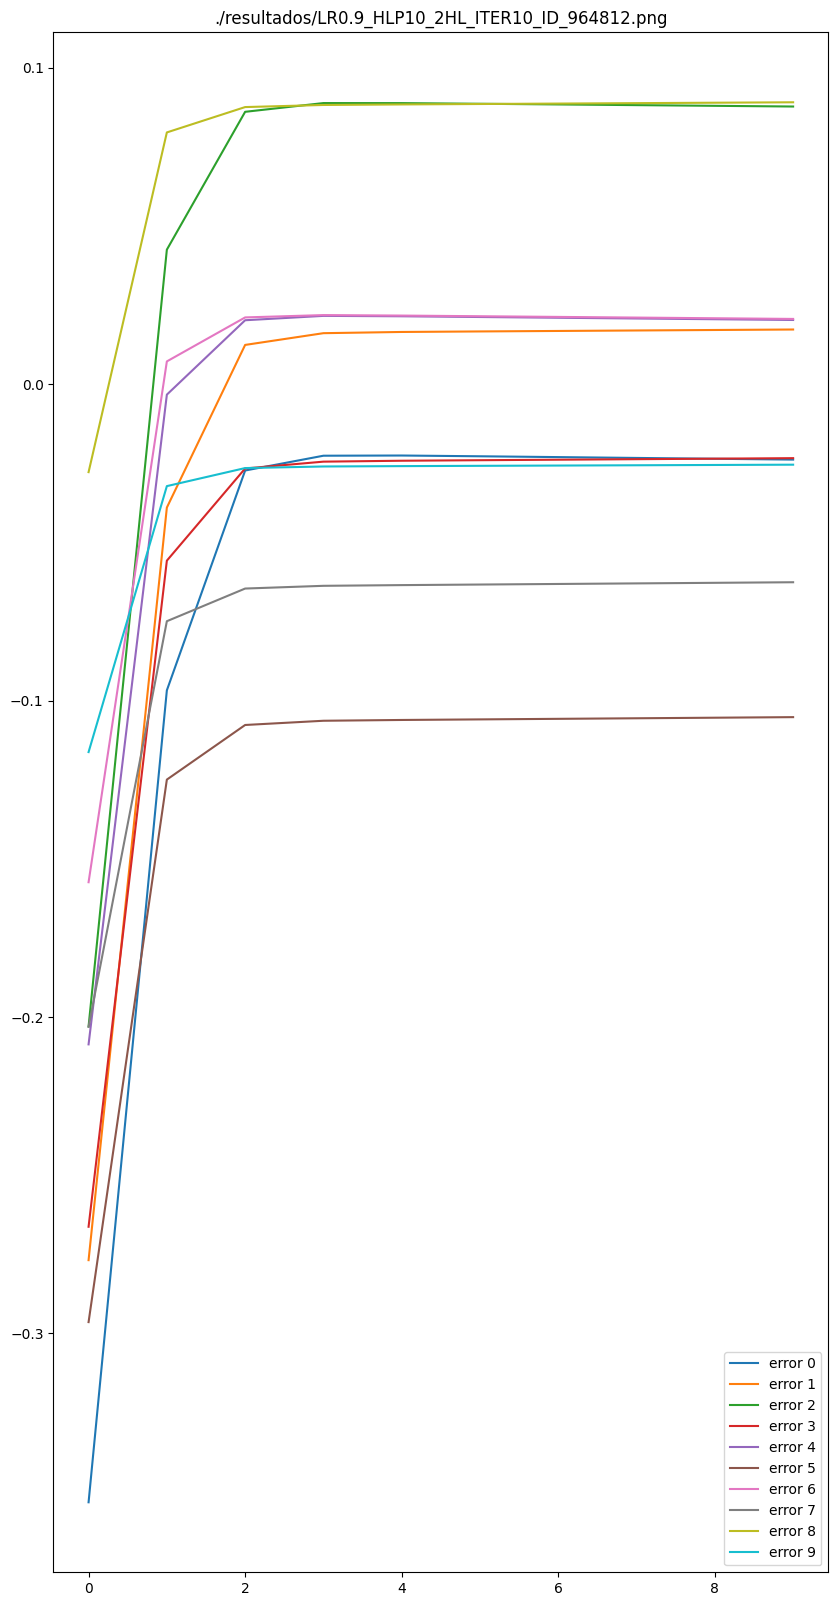 ./resultados/LR0.9_HLP10_2HL_ITER10_ID_964812.png
0.1
0.0
−0.1
−0.2
−0.3
0 2 4 6 8
error 0
error 1
error 2
error 3
error 4
error 5
error 6
error 7
error 8
error 9